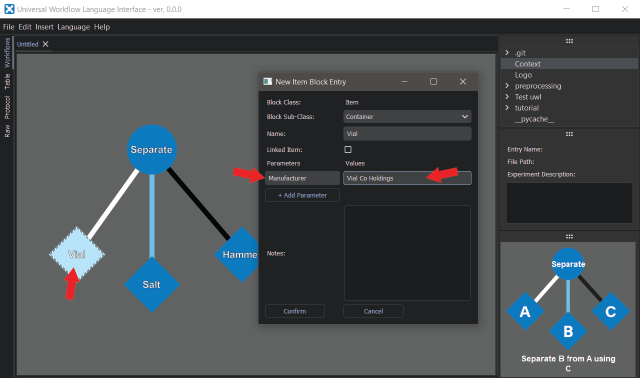 Universal Workflow Language Interface - ver. 0.0.0
File Edit Insert Language Help
Workflows
Table
Protocol
Raw
Untitled
Separate
Vial
Salt
Hamme
New Item Block Entry
Block Class: Item
Block Sub-Class: Container
Name: Vial
Linked Item:
Parameters Values
Manufacturer Vial Co Holdings
+ Add Parameter
Notes:
Confirm Cancel
.git
Context
Logo
preprocessing
Test uwl
tutorial
__pycache__
Entry Name:
File Path:
Experiment Description:
Separate
A
B
C
Separate B from A using
C